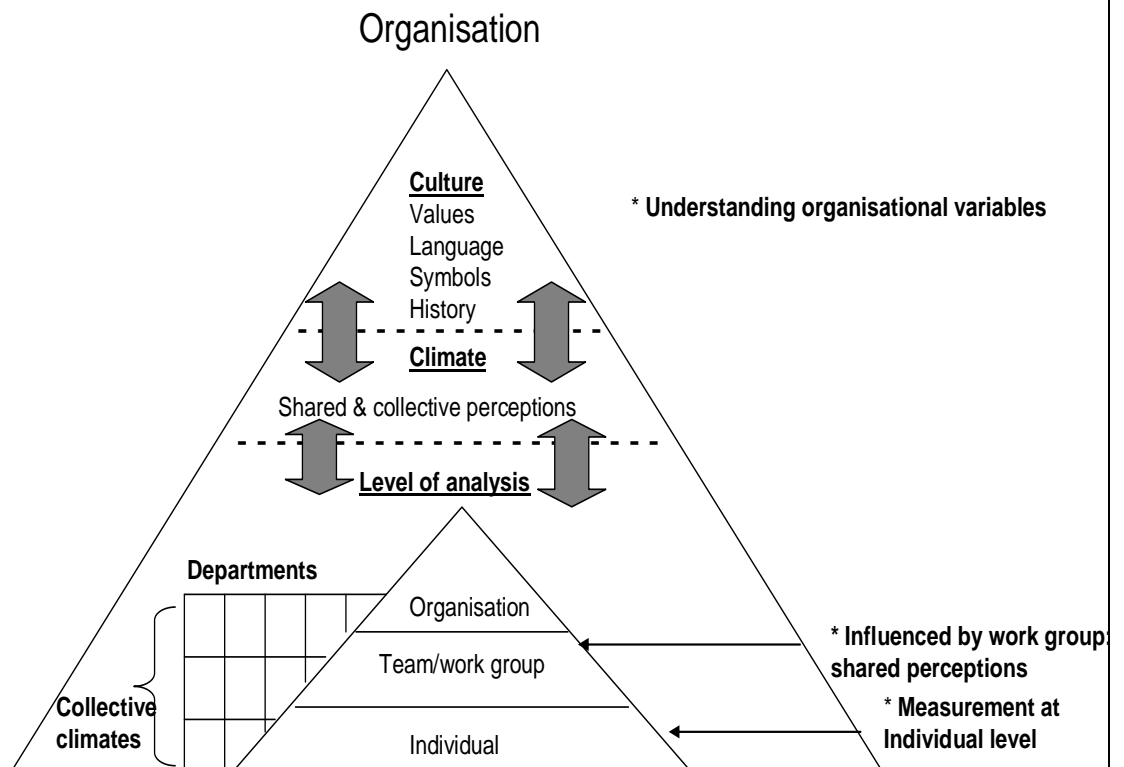 Organisation
Culture
Values
Language
Symbols
History
* Understanding organisational variables
Climate
Shared & collective perceptions
Level of analysis
Departments
Organisation
Team/work group
Individual
Collective
climates
* Influenced by work group:
shared perceptions
* Measurement at
Individual level